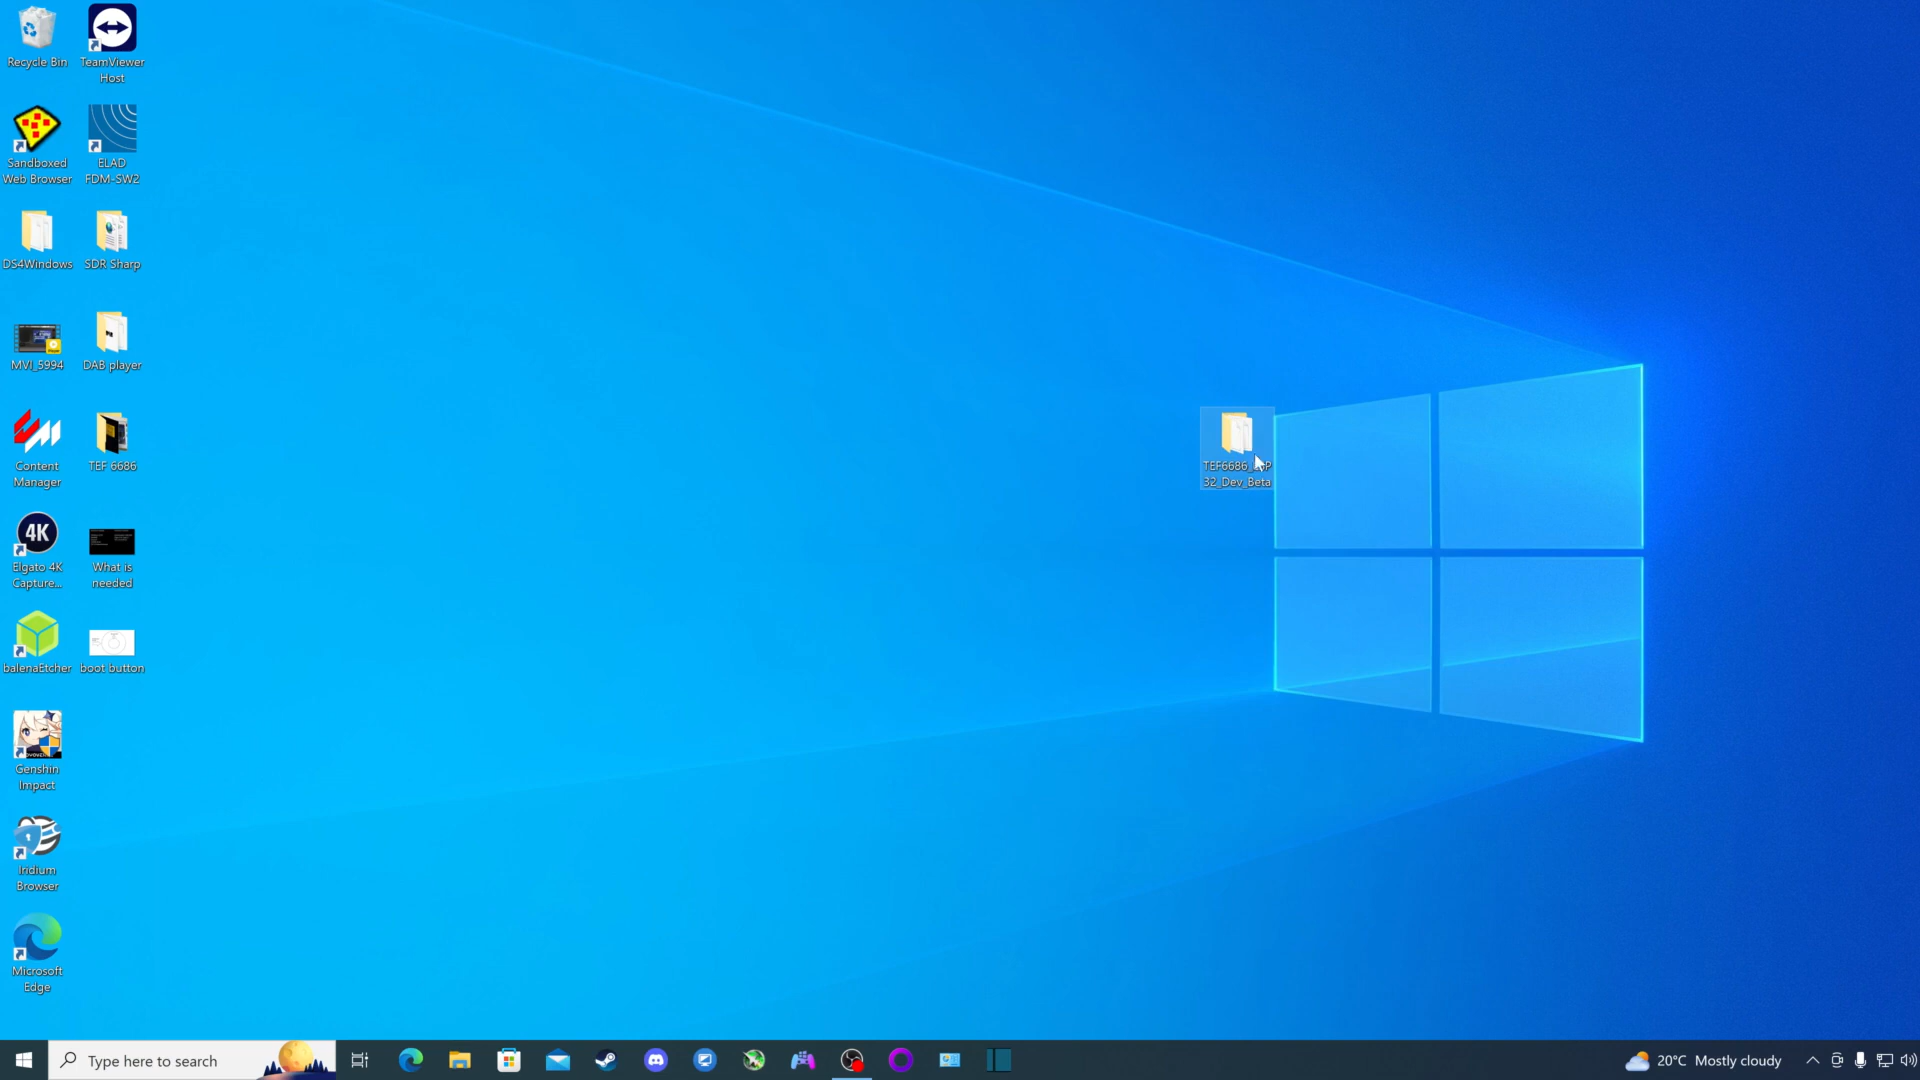 Recycle Bin
TeamViewer
Host
Sandboxed
Web Browser
ELAD
FDM-SW2
DS4Windows
SDR Sharp
MVI_5994
DAB player
Content
Manager
TEF 6686
4K
Elgato 4K
Capture...
What is
needed
balenaEtcher
boot button
Genshin
Impact
Iridium
Browser
Microsoft
Edge
32_Dev_Beta
Type here to search
20°C Mostly cloudy